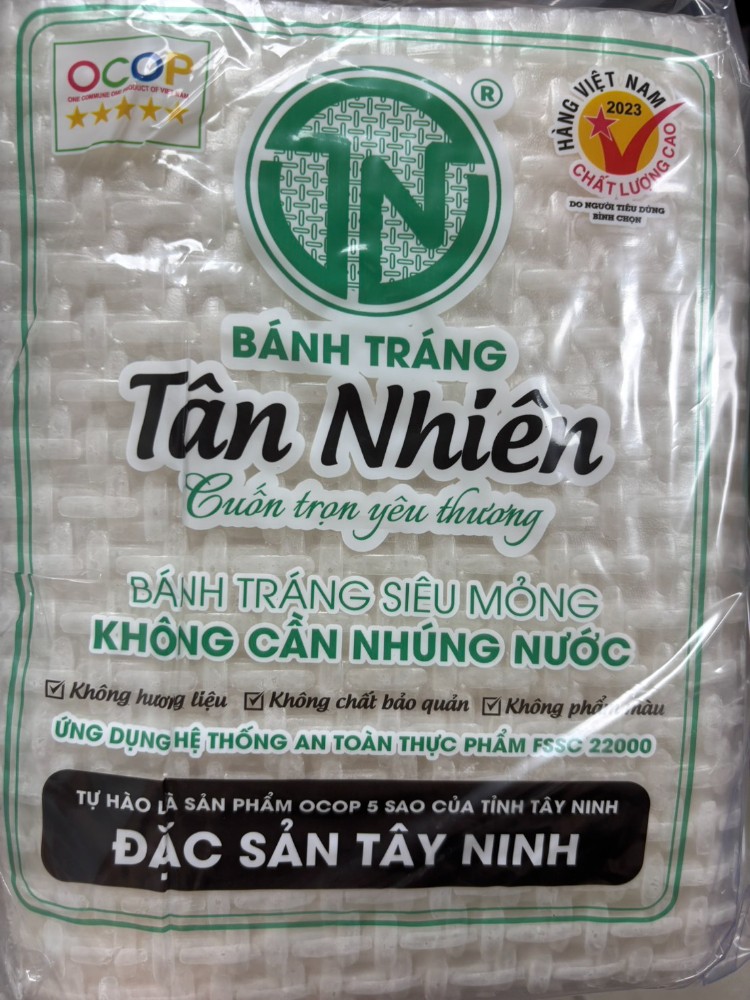 OCOP
ONE COMMUNE ONE PRODUCT OF VIETNAM
TN
®
HÀNG VIỆT NAM
2023
CHẤT LƯỢNG CAO
DO NGƯỜI TIÊU DÙNG
BÌNH CHỌN
BÁNH TRÁNG
Tân Nhiên
Cuốn trọn yêu thương
BÁNH TRÁNG SIÊU MỎNG
KHÔNG CẦN NHÚNG NƯỚC
Không hương liệu Không chất bảo quản Không phẩm màu
ỨNG DỤNG HỆ THỐNG AN TOÀN THỰC PHẨM FSSC 22000
TỰ HÀO LÀ SẢN PHẨM OCOP 5 SAO CỦA TỈNH TÂY NINH
ĐẶC SẢN TÂY NINH